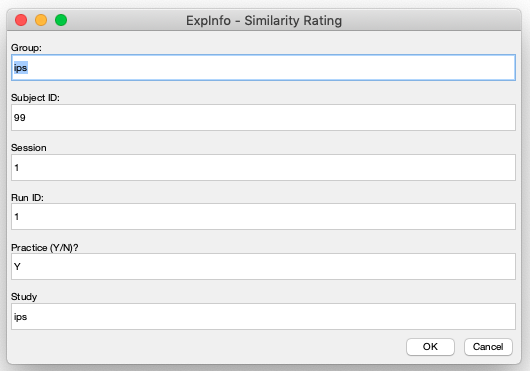 ExpInfo - Similarity Rating
Group:
ips
Subject ID:
99
Session
1
Run ID:
1
Practice (Y/N)?
Y
Study
ips
OK Cancel